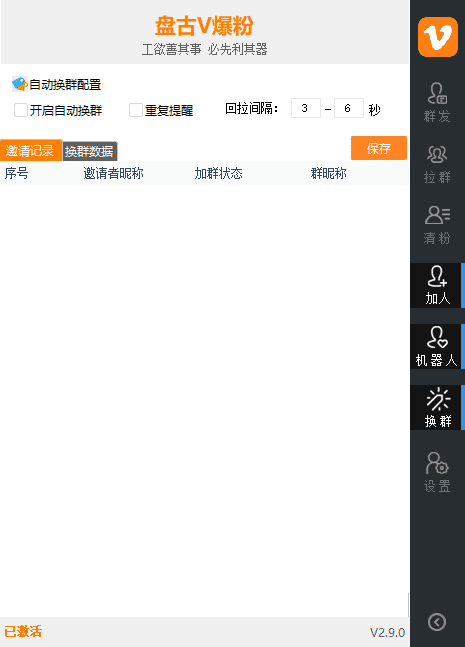 盘古V爆粉
工欲善其事 必先利其器
自动换群配置
开启自动换群 重复提醒 回拉间隔： 3 – 6 秒
邀请记录 换群数据 保存
序号 邀请者昵称 加群状态 群昵称
群发
拉群
清粉
加人
机器人
换群
设置
已激活 V2.9.0